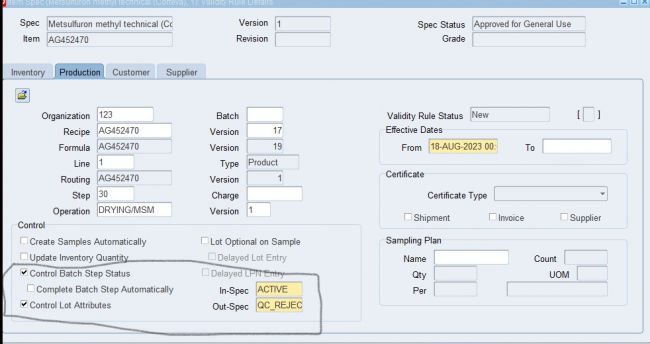 Item Spec (Metsulfuron methyl technical (Corteva), 1): Validity Rule Details
Spec Metsulfuron methyl technical (Co Version 1 Spec Status Approved for General Use
Item AG452470 Revision Grade
Inventory Production Customer Supplier
Organization 123 Batch Validity Rule Status New [ ]
Recipe AG452470 Version 17 Effective Dates
Formula AG452470 Version 19 From 18-AUG-2023 00: To
Line 1 Type Product Certificate
Routing AG452470 Version 1 Certificate Type
Step 30 Charge
Operation DRYING/MSM Version 1 Shipment Invoice Supplier
Control
Create Samples Automatically Lot Optional on Sample Sampling Plan
Update Inventory Quantity Delayed Lot Entry Name Count
Control Batch Step Status Delayed LPN Entry Qty UOM
Complete Batch Step Automatically In-Spec ACTIVE Per
Control Lot Attributes Out-Spec QC_REJEC